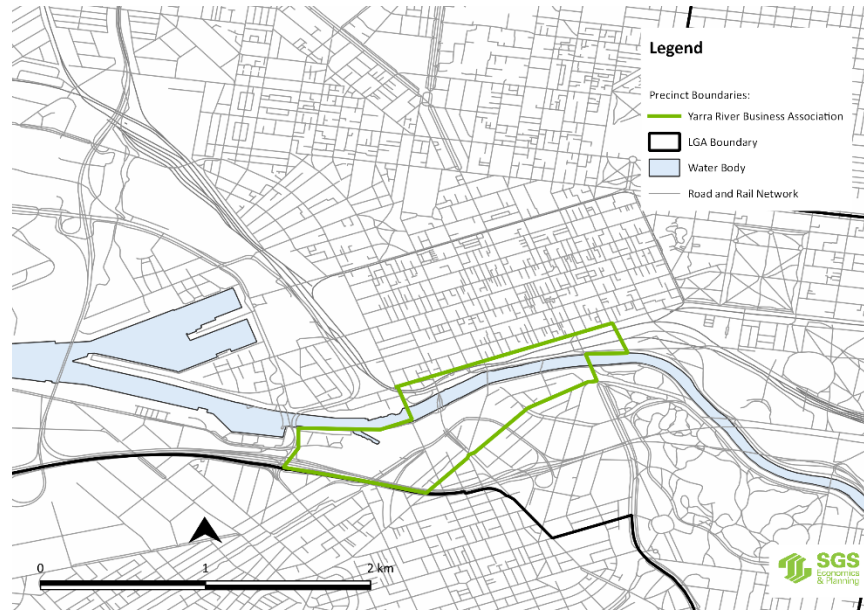 Legend
Precinct Boundaries:
Yarra River Business Association
LGA Boundary
Water Body
Road and Rail Network
0 1 2 km
SGS
Economics
& Planning